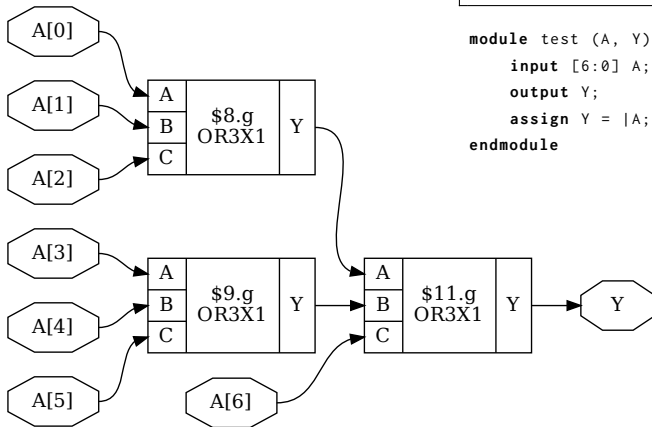 A[0]
A[1]
A[2]
A
B
C
$8.g
OR3X1
Y
module test (A, Y)
input [6:0] A;
output Y;
assign Y = |A;
endmodule
A[3]
A[4]
A[5]
A
B
C
$9.g
OR3X1
Y
A[6]
A
B
C
$11.g
OR3X1
Y
Y